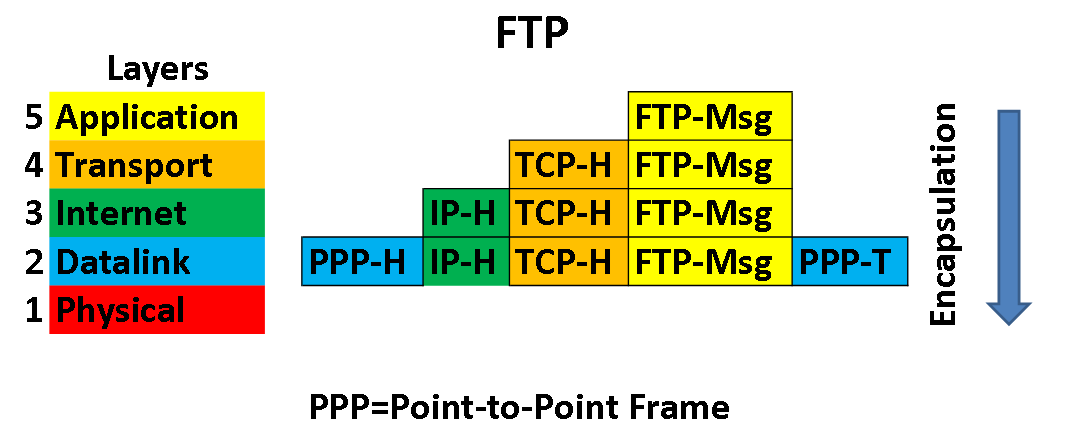 FTP
Layers
5 Application FTP-Msg
4 Transport TCP-H FTP-Msg
3 Internet IP-H TCP-H FTP-Msg
2 Datalink PPP-H IP-H TCP-H FTP-Msg PPP-T
1 Physical
Encapsulation
PPP=Point-to-Point Frame